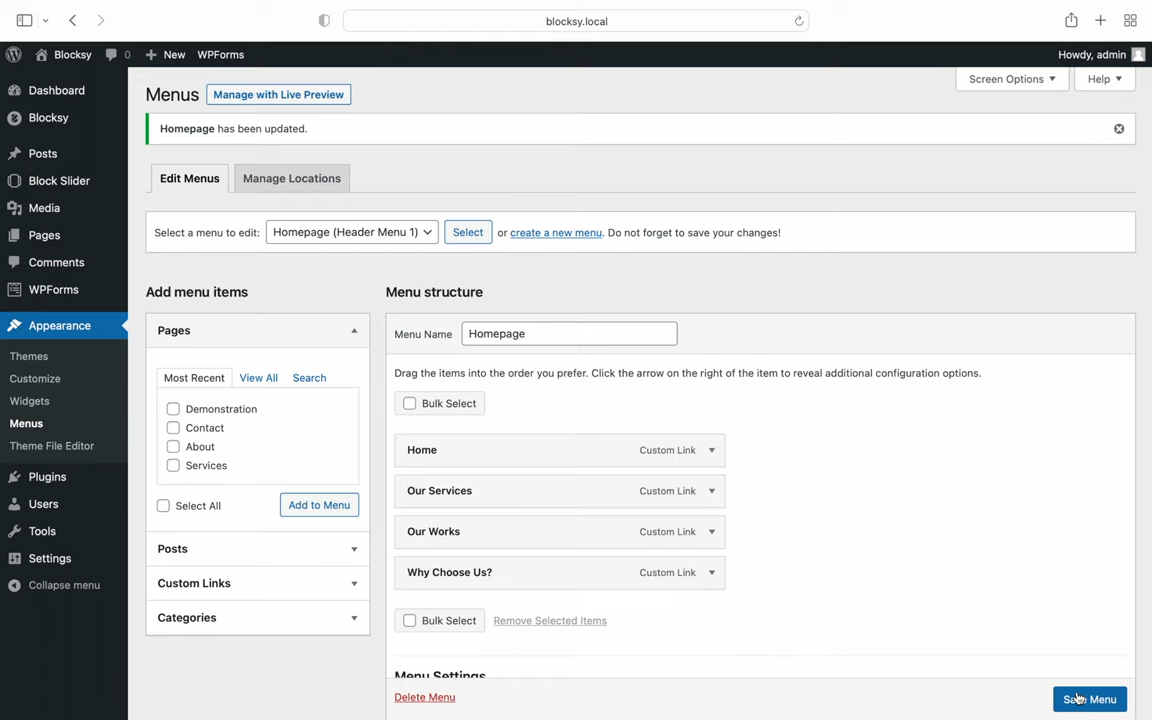 blocksy.local
Blocksy
0
New
WPForms
Howdy, admin
Dashboard
Blocksy
Posts
Block Slider
Media
Pages
Comments
WPForms
Appearance
Themes
Customize
Widgets
Menus
Theme File Editor
Plugins
Users
Tools
Settings
Collapse menu
Screen Options
Help
Menus
Manage with Live Preview
Homepage has been updated.
Edit Menus
Manage Locations
Select a menu to edit: Homepage (Header Menu 1) Select or create a new menu. Do not forget to save your changes!
Add menu items
Pages
Most Recent View All Search
Demonstration
Contact
About
Services
Select All
Add to Menu
Posts
Custom Links
Categories
Menu structure
Menu Name Homepage
Drag the items into the order you prefer. Click the arrow on the right of the item to reveal additional configuration options.
Bulk Select
Home Custom Link
Our Services Custom Link
Our Works Custom Link
Why Choose Us? Custom Link
Bulk Select Remove Selected Items
Menu Settings
Delete Menu
Save Menu